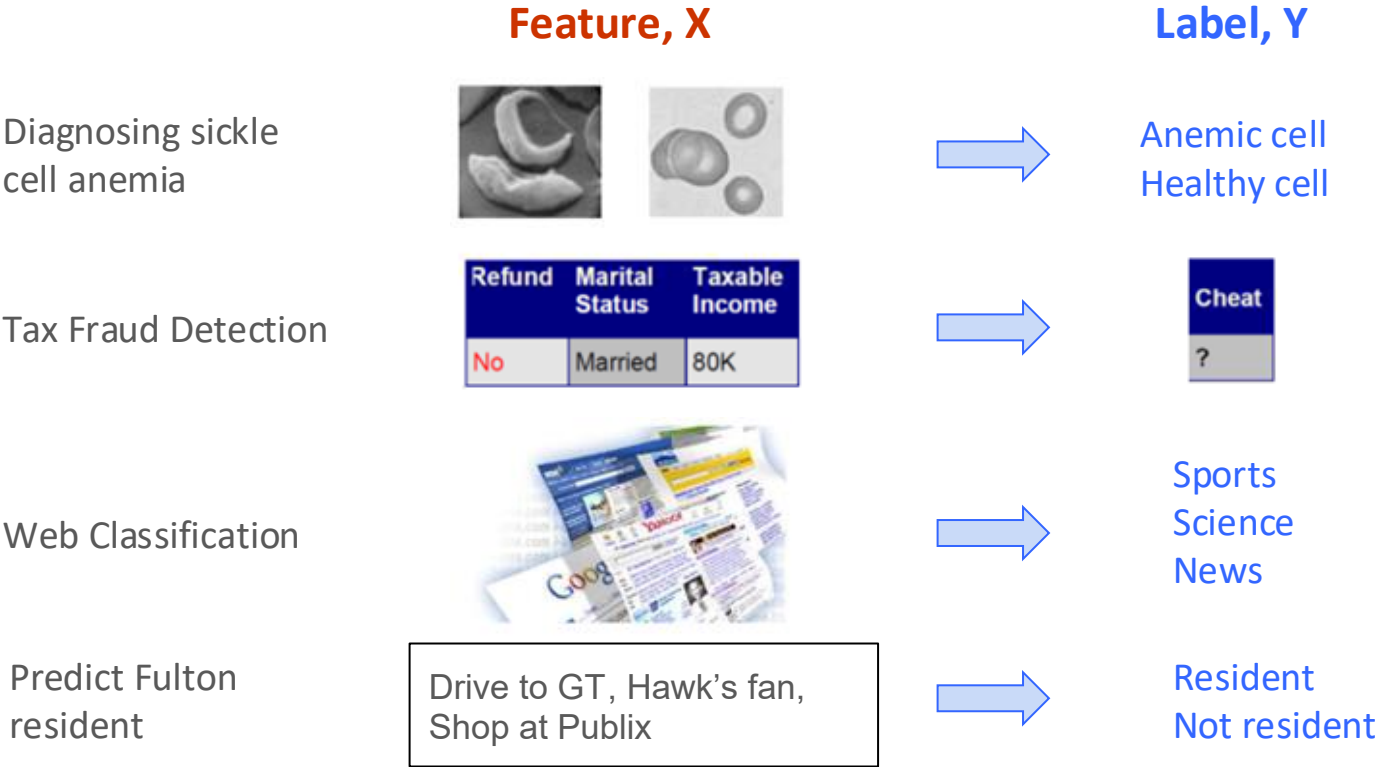 Feature, X
Label, Y
Diagnosing sickle
cell anemia
Anemic cell
Healthy cell
Tax Fraud Detection
Refund Marital Status Taxable Income
No Married 80K
Cheat
?
Web Classification
YAHOO!
Goog
Sports
Science
News
Predict Fulton
resident
Drive to GT, Hawk’s fan,
Shop at Publix
Resident
Not resident